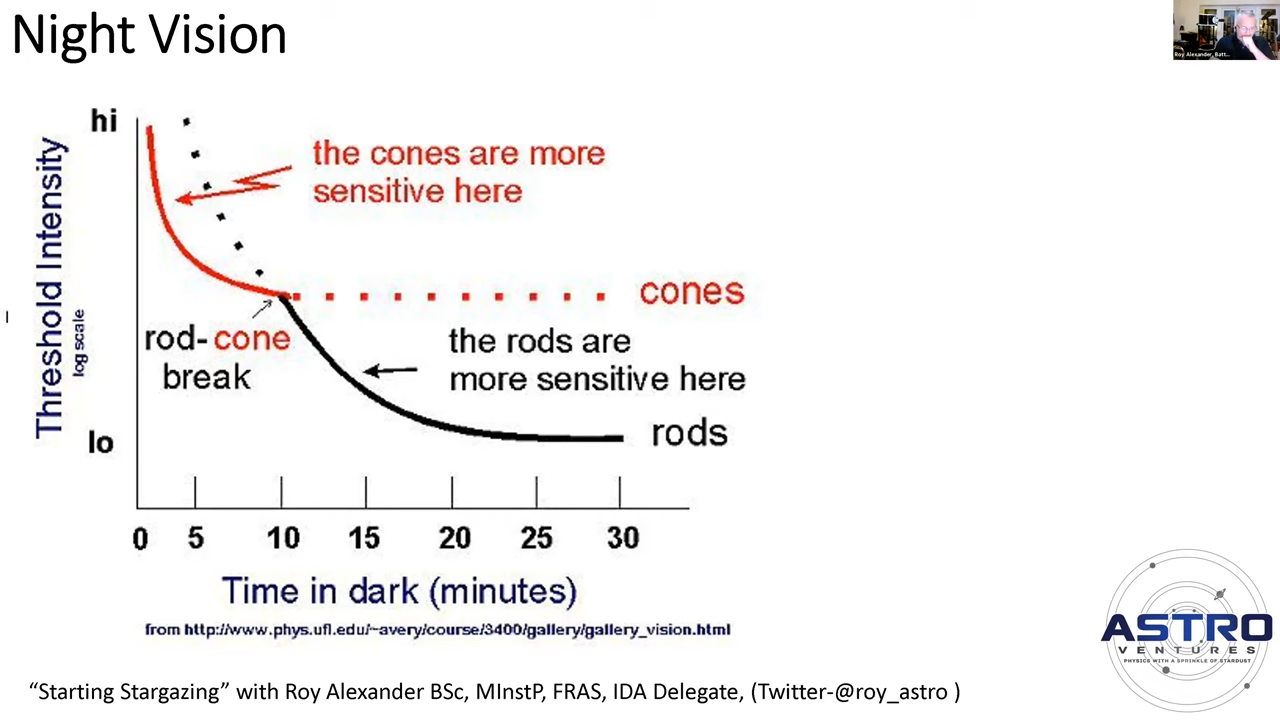 Night Vision
Roy Alexander, Batt...
hi
the cones are more
sensitive here
Threshold Intensity
log scale
cones
rod-cone
break
the rods are
more sensitive here
lo
rods
0 5 10 15 20 25 30
Time in dark (minutes)
from http://www.phys.ufl.edu/~avery/course/3400/gallery/gallery_vision.html
ASTRO
VENTURES
PHYSICS WITH A SPRINKLE OF STARDUST
“Starting Stargazing” with Roy Alexander BSc, MInstP, FRAS, IDA Delegate, (Twitter-@roy_astro )